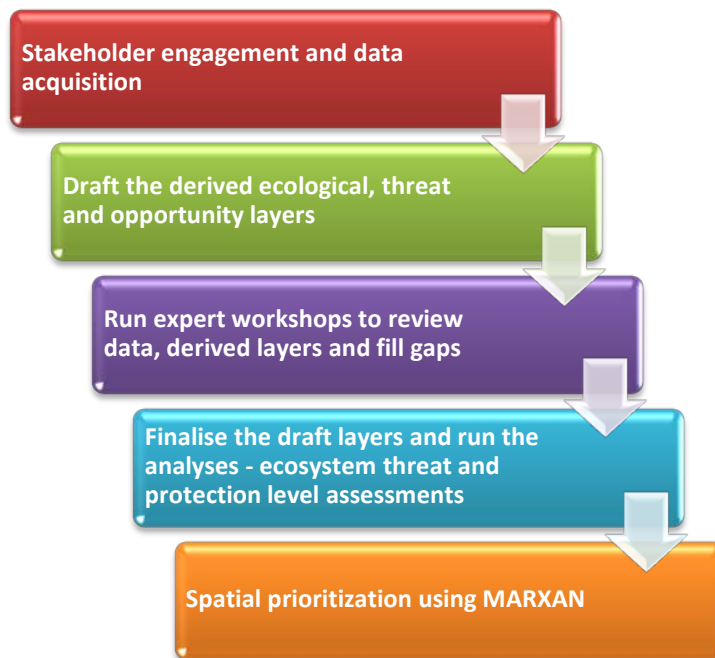 Stakeholder engagement and data
acquisition
Draft the derived ecological, threat
and opportunity layers
Run expert workshops to review
data, derived layers and fill gaps
Finalise the draft layers and run the
analyses - ecosystem threat and
protection level assessments
Spatial prioritization using MARXAN